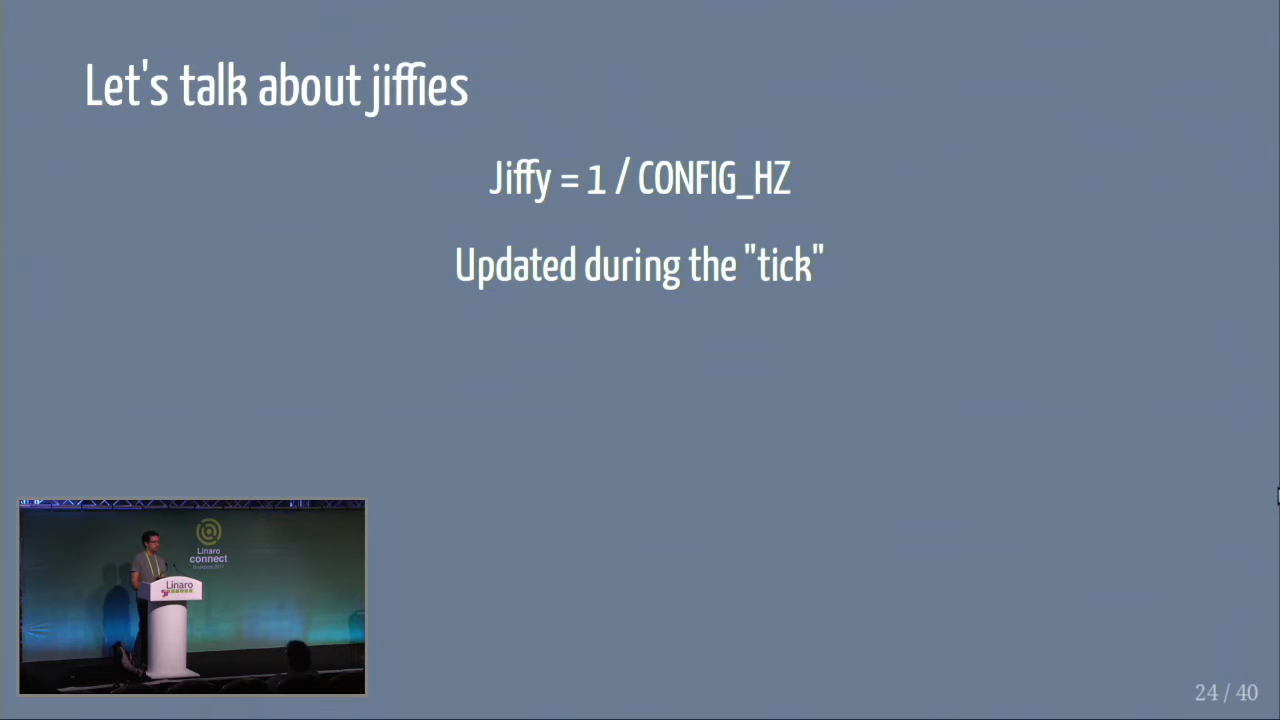 Let's talk about jiffies
Jiffy = 1 / CONFIG_HZ
Updated during the "tick"
Linaro
connect
Linaro
24 / 40